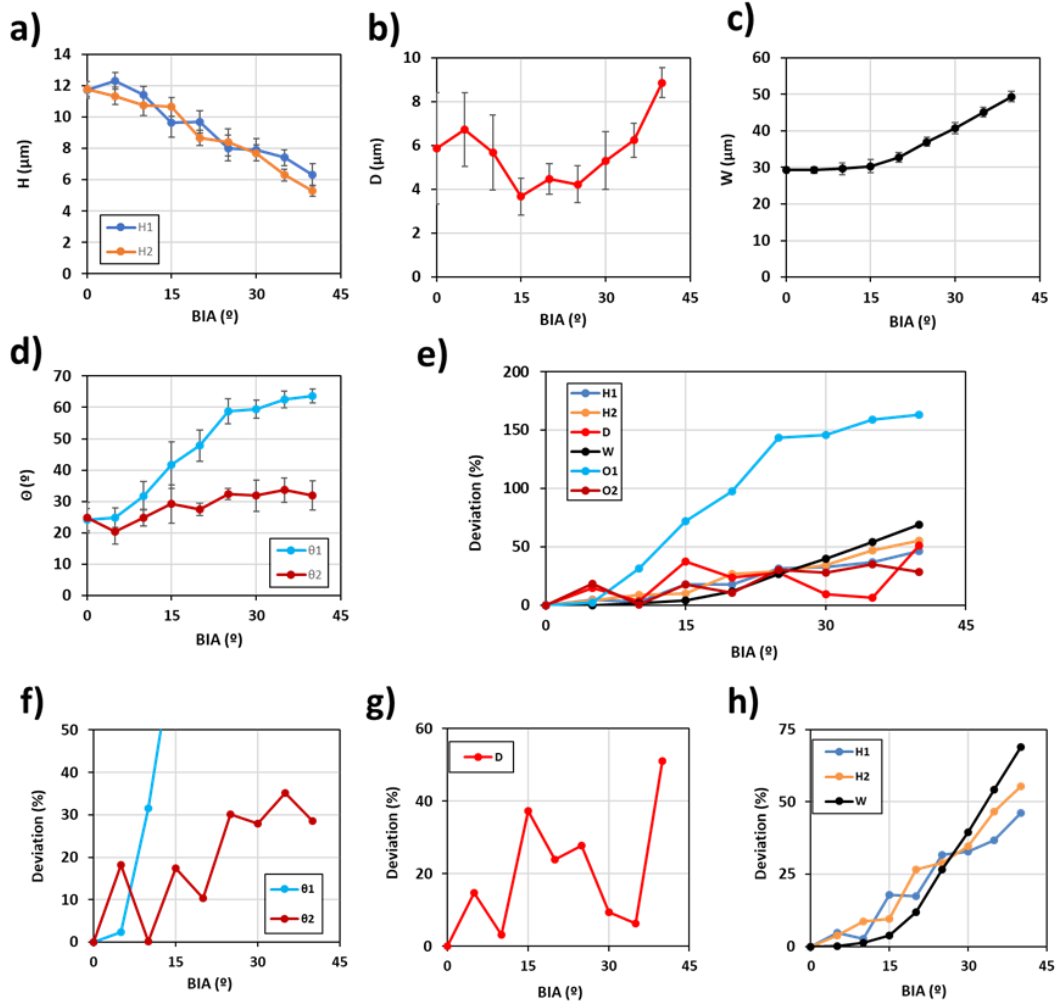 a)
14
12
10
8
6
4
2
0
H (µm)
H1
H2
0 15 30 45
BIA (º)
b)
10
8
6
4
2
0
D (µm)
0 15 30 45
BIA (º)
c)
60
50
40
30
20
10
0
W (µm)
0 15 30 45
BIA (º)
d)
70
60
50
40
30
20
10
0
Θ (º)
θ1
θ2
0 15 30 45
BIA (º)
e)
200
150
100
50
0
Deviation (%)
H1
H2
D
W
O1
O2
0 15 30 45
BIA (º)
f)
50
40
30
20
10
0
Deviation (%)
θ1
θ2
0 15 30 45
BIA (º)
g)
60
40
20
0
Deviation (%)
D
0 15 30 45
BIA (º)
h)
75
50
25
0
Deviation (%)
H1
H2
W
0 15 30 45
BIA (º)